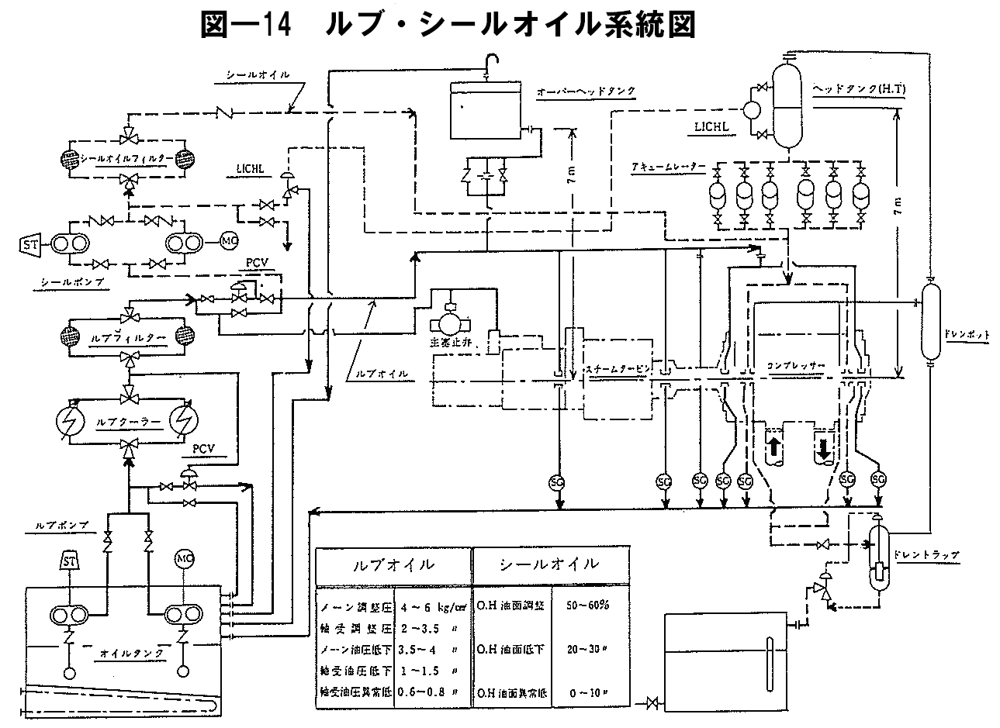 図—14 ルブ・シールオイル系統図
シールオイル
オーバーヘッドタンク
ヘッドタンク(H.T)
LICHL
シールオイルフィルター
LICHL
アキュームレーター
7m
7m
ST
MO
PCV
シールポンプ
ルブフィルター
主塞止弁
ドレンポット
ルブオイル
スチームタービン
コンプレッサー
ルブクーラー
PCV
SG
SG
SG
SG
SG
SG
SG
ルブポンプ
ST
MO
ドレントラップ
オイルタンク
ルブオイル シールオイル
メーン調整圧 4~6 kg/cm² O.H油面調整 50~60%
軸受調整圧 2~3.5 〃
メーン油圧低下 3.5~4 〃 O.H油面低下 20~30〃
軸受油圧低下 1~1.5 〃
軸受油圧異常低 0.6~0.8 〃 O.H油面異常低 0~10〃